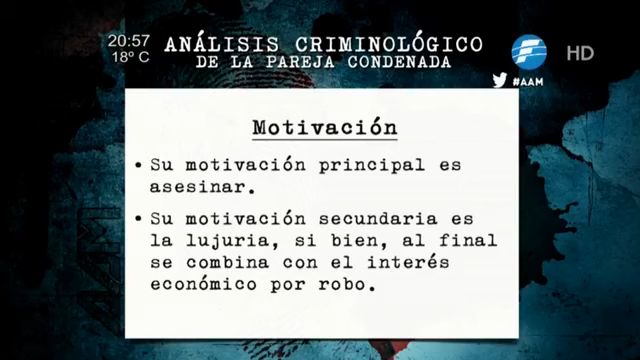 20:57
18° C
ANÁLISIS CRIMINOLÓGICO
DE LA PAREJA CONDENADA
HD
#AAM
Motivación
• Su motivación principal es
asesinar.
• Su motivación secundaria es
la lujuria, si bien, al final
se combina con el interés
económico por robo.
AAM